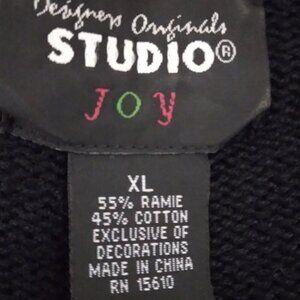 Designers Originals
STUDIO®
JOY
XL
55% RAMIE
45% COTTON
EXCLUSIVE OF
DECORATIONS
MADE IN CHINA
RN 15610